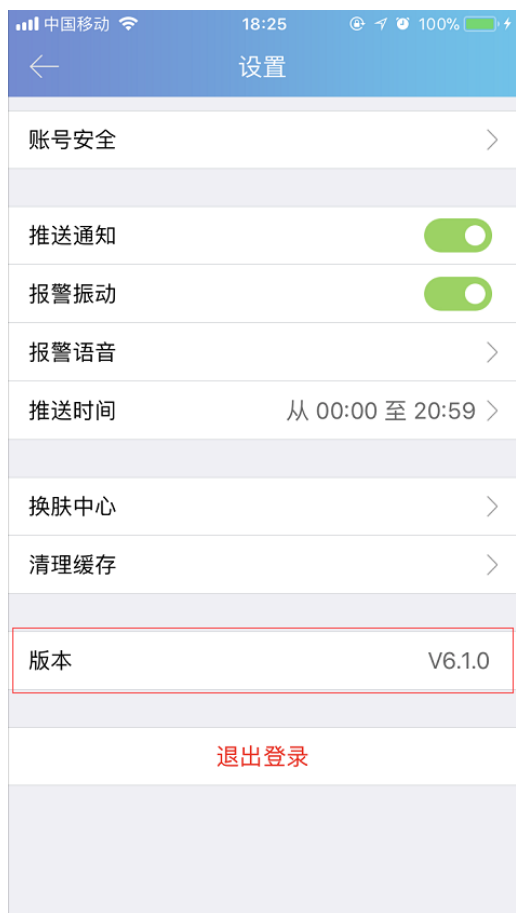 中国移动 18:25 100%
设置
账号安全
推送通知
报警振动
报警语音
推送时间 从 00:00 至 20:59
换肤中心
清理缓存
版本 V6.1.0
退出登录